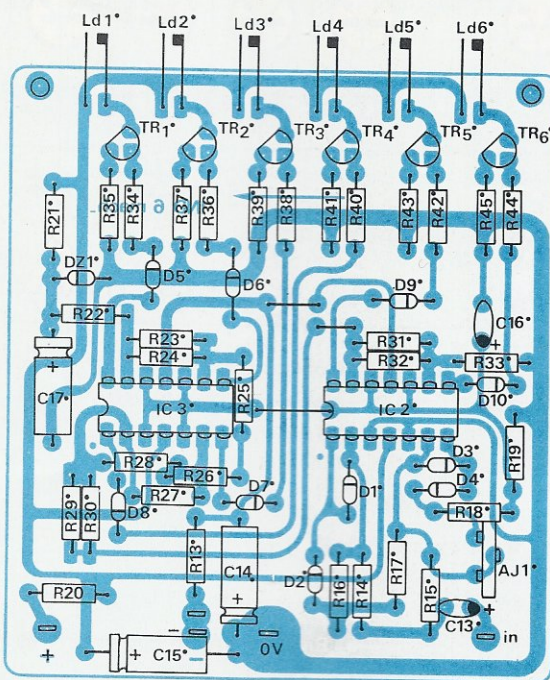 Ld1° Ld2° Ld3° Ld4 Ld5° Ld6°
TR1° TR2° TR3° TR4° TR5° TR6°
R21° R35° R34° R37° R36° R39° R38° R41° R40° R43° R42° R45° R44°
DZ1° D5° D6° D9°
R22° C16° +
R23° R31°
R24° R32° R33°
C17° R25° D10°
IC 3° IC 2°
R28° R26° D3° R19°
R29° R30° D8° R27° D7° D1° D4°
R18°
R13° C14° + D2° R16° R14° R17° R15° AJ1°
R20 C13° +
+ − + C15° − 0V − in